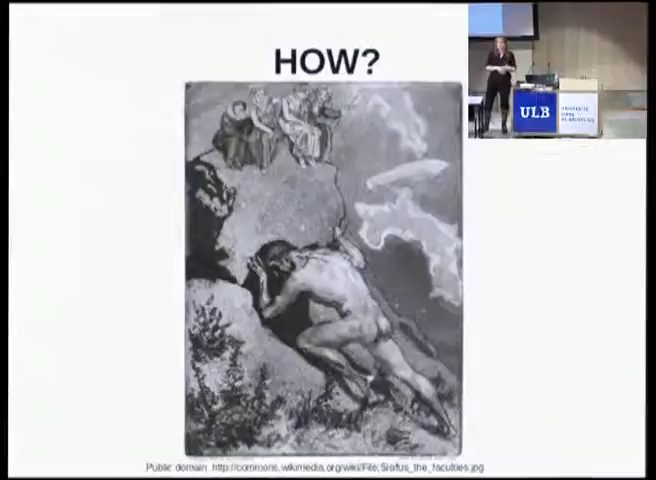 HOW?
ULB
Public domain: http://commons.wikimedia.org/wiki/File:Sisifus_the_faculties.jpg